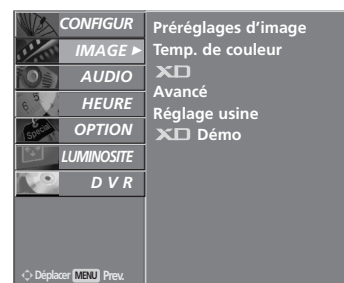 CONFIGUR
IMAGE ►
AUDIO
HEURE
OPTION
LUMINOSITE
D V R
Déplacer MENU Prev.
Préréglages d'image
Temp. de couleur
XD
Avancé
Réglage usine
XD Démo